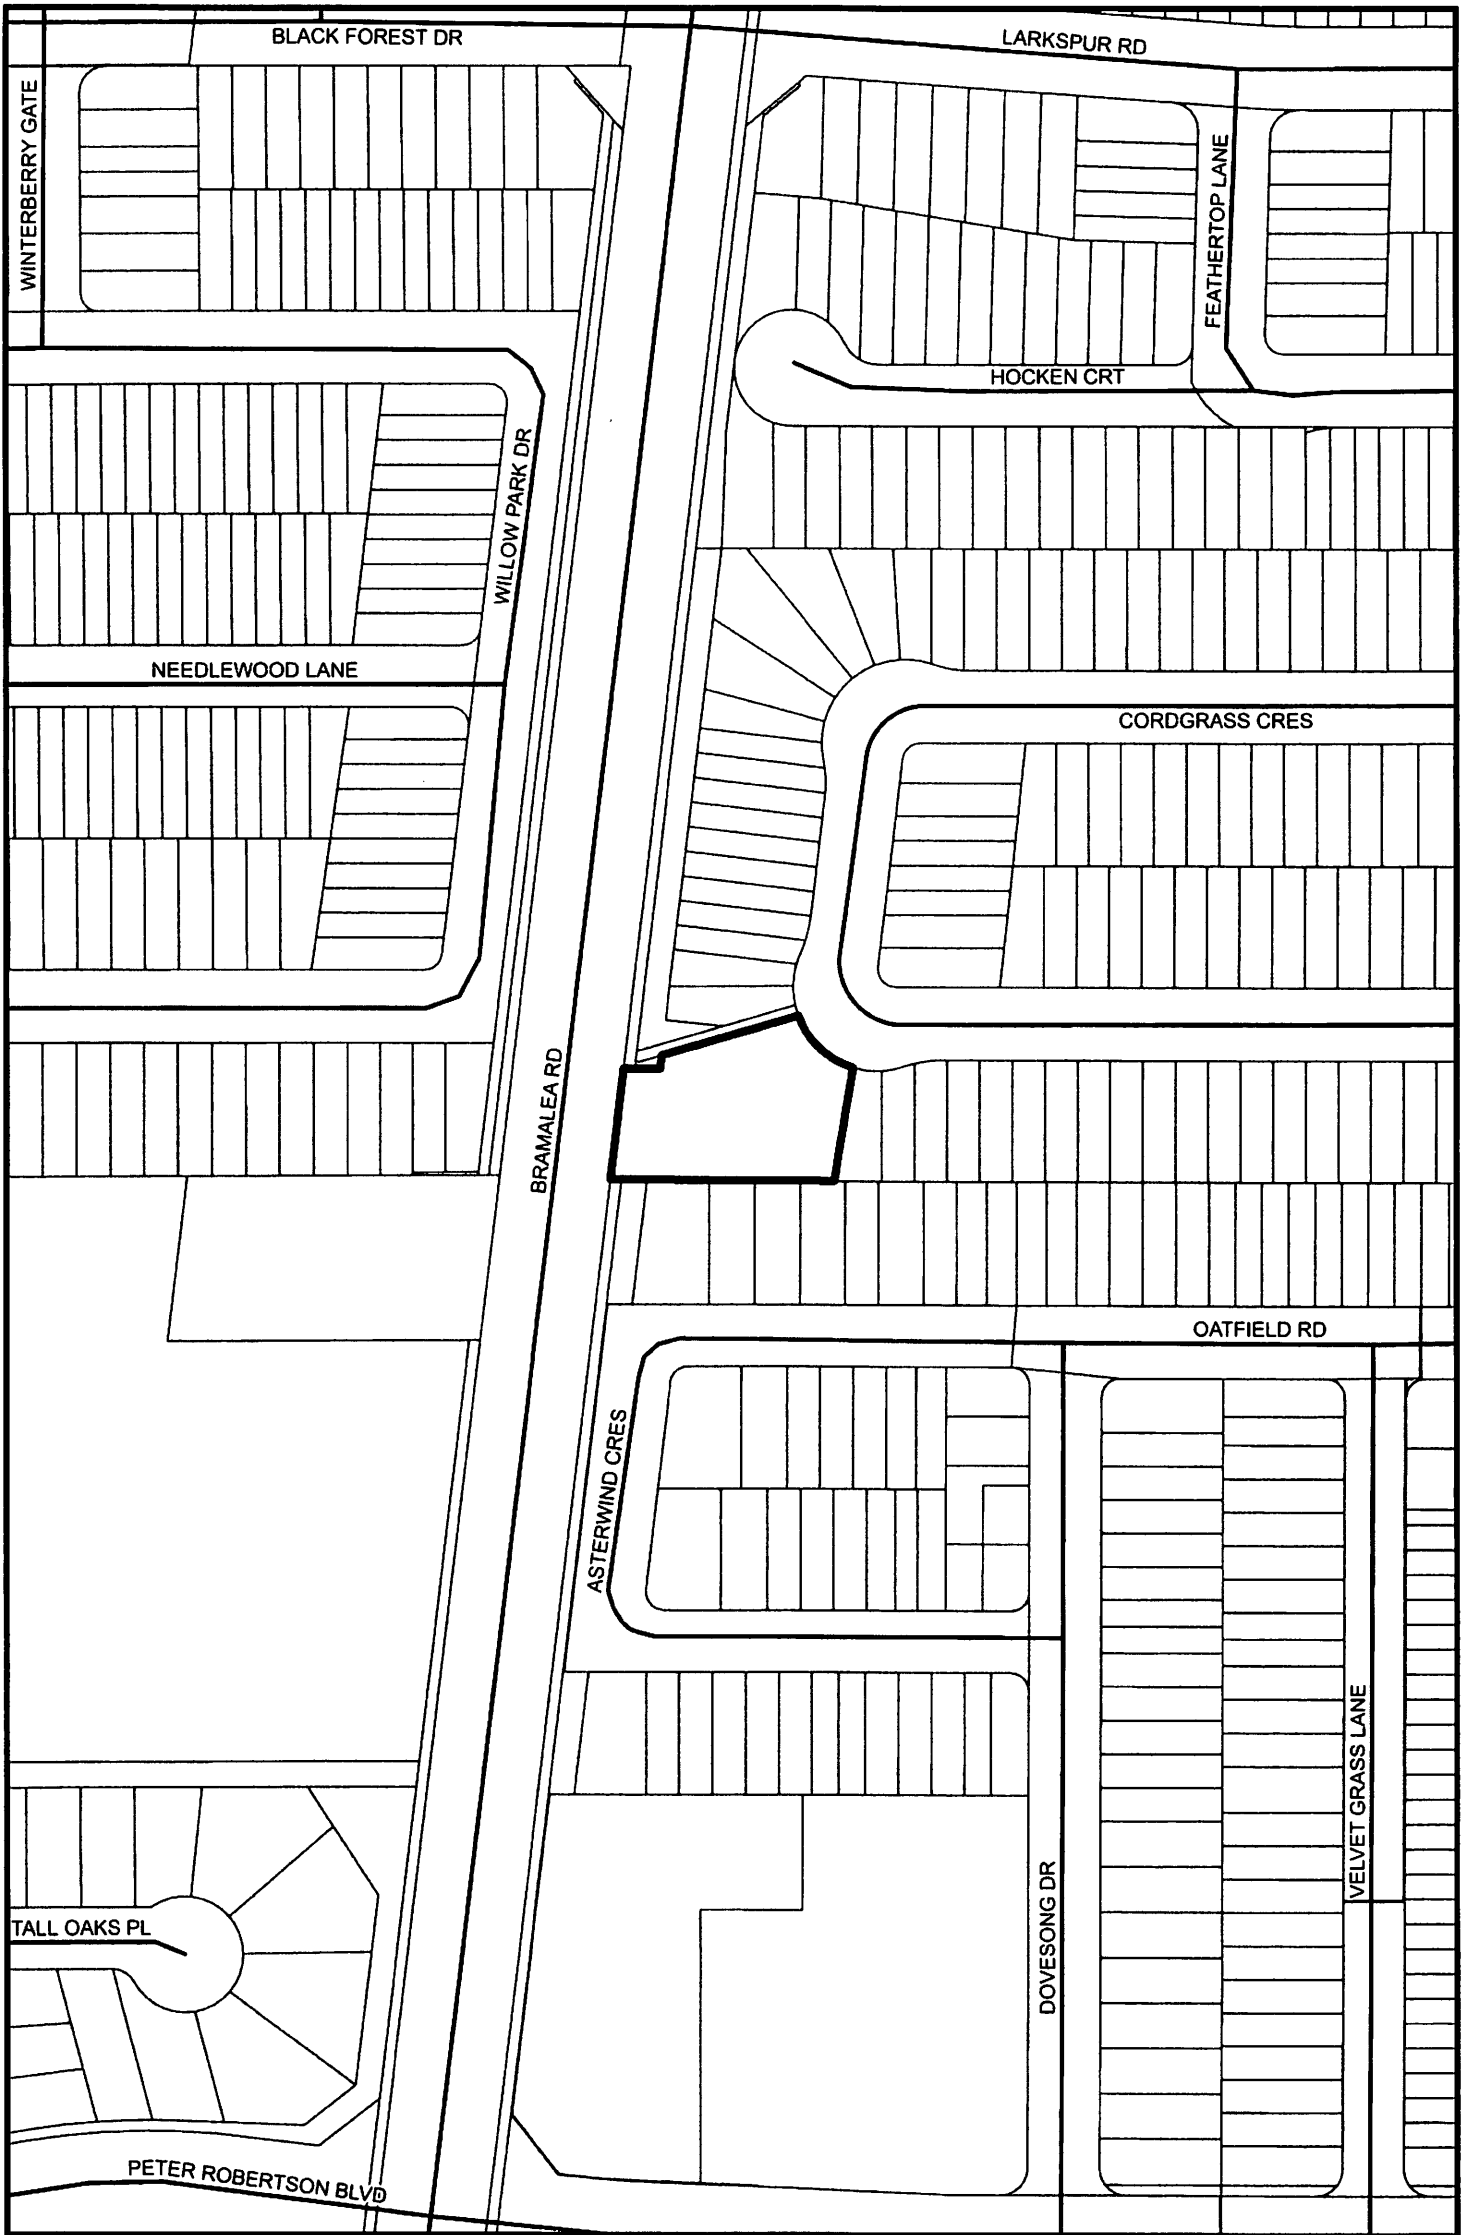 BLACK FOREST DR
LARKSPUR RD
WINTERBERRY GATE
FEATHERTOP LANE
HOCKEN CRT
WILLOW PARK DR
NEEDLEWOOD LANE
CORDGRASS CRES
BRAMALEA RD
OATFIELD RD
ASTERWIND CRES
VELVET GRASS LANE
DOVESONG DR
TALL OAKS PL
PETER ROBERTSON BLVD